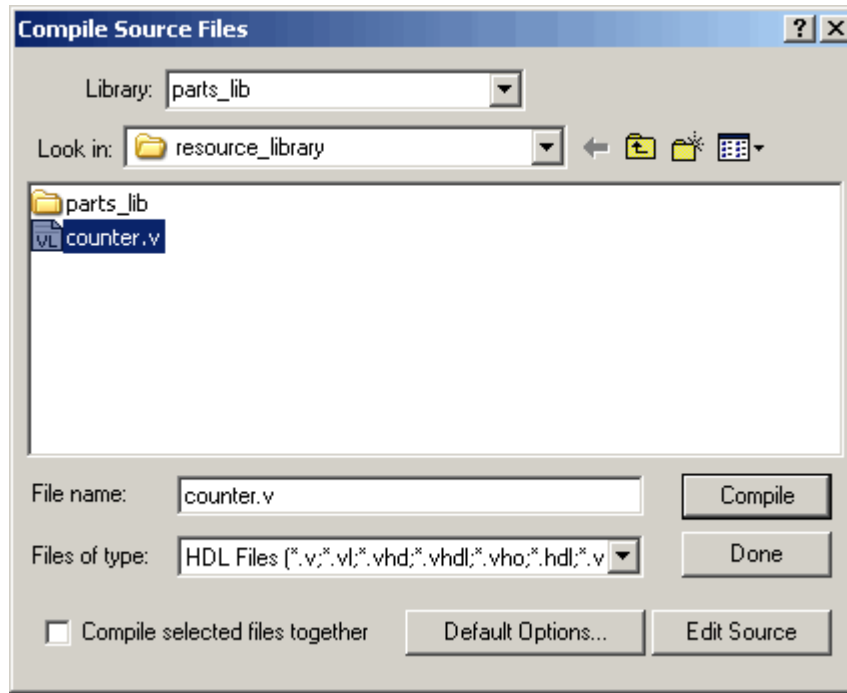 Compile Source Files
Library: parts_lib
Look in: resource_library
parts_lib
VL counter.v
File name: counter.v Compile
Files of type: HDL Files (*.v;*.vl;*.vhd;*.vhdl;*.vho;*.hdl;*.v Done
Compile selected files together Default Options... Edit Source